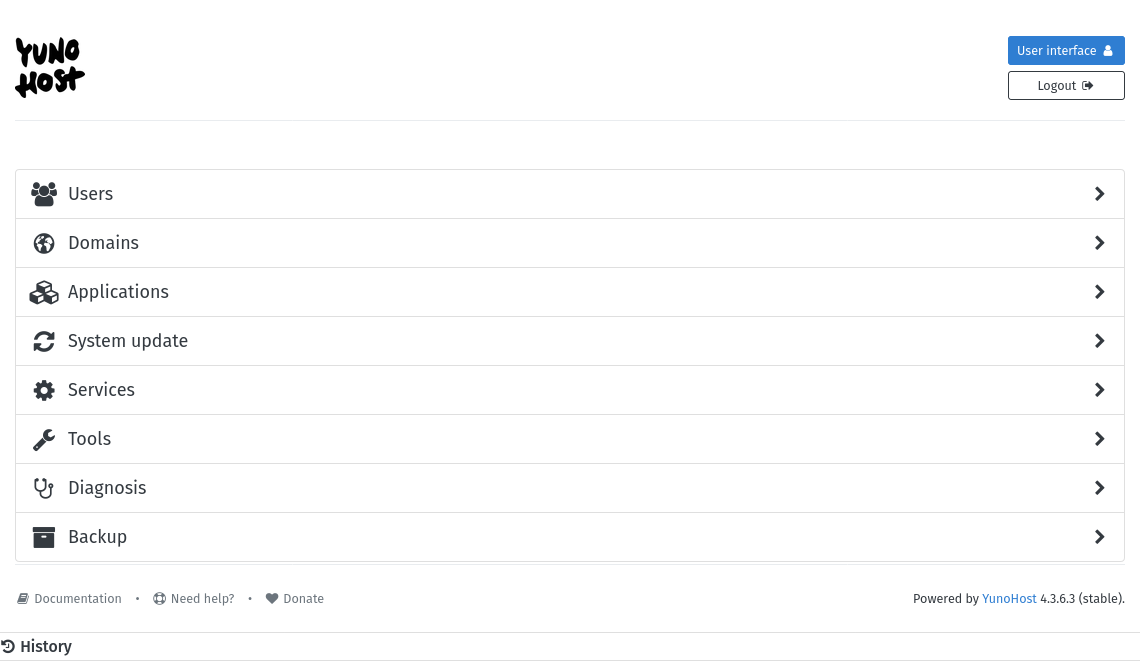 YUNO
HOST
User interface
Logout
Users
Domains
Applications
System update
Services
Tools
Diagnosis
Backup
Documentation • Need help? • Donate
Powered by YunoHost 4.3.6.3 (stable).
History